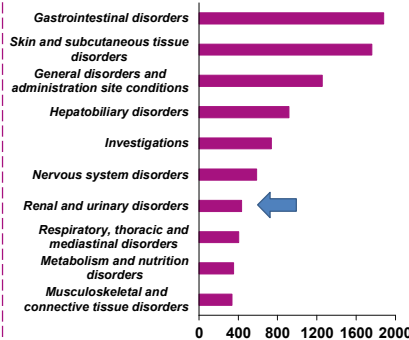 Gastrointestinal disorders
Skin and subcutaneous tissue
disorders
General disorders and
administration site conditions
Hepatobiliary disorders
Investigations
Nervous system disorders
Renal and urinary disorders
Respiratory, thoracic and
mediastinal disorders
Metabolism and nutrition
disorders
Musculoskeletal and
connective tissue disorders
0 400 800 1200 1600 2000